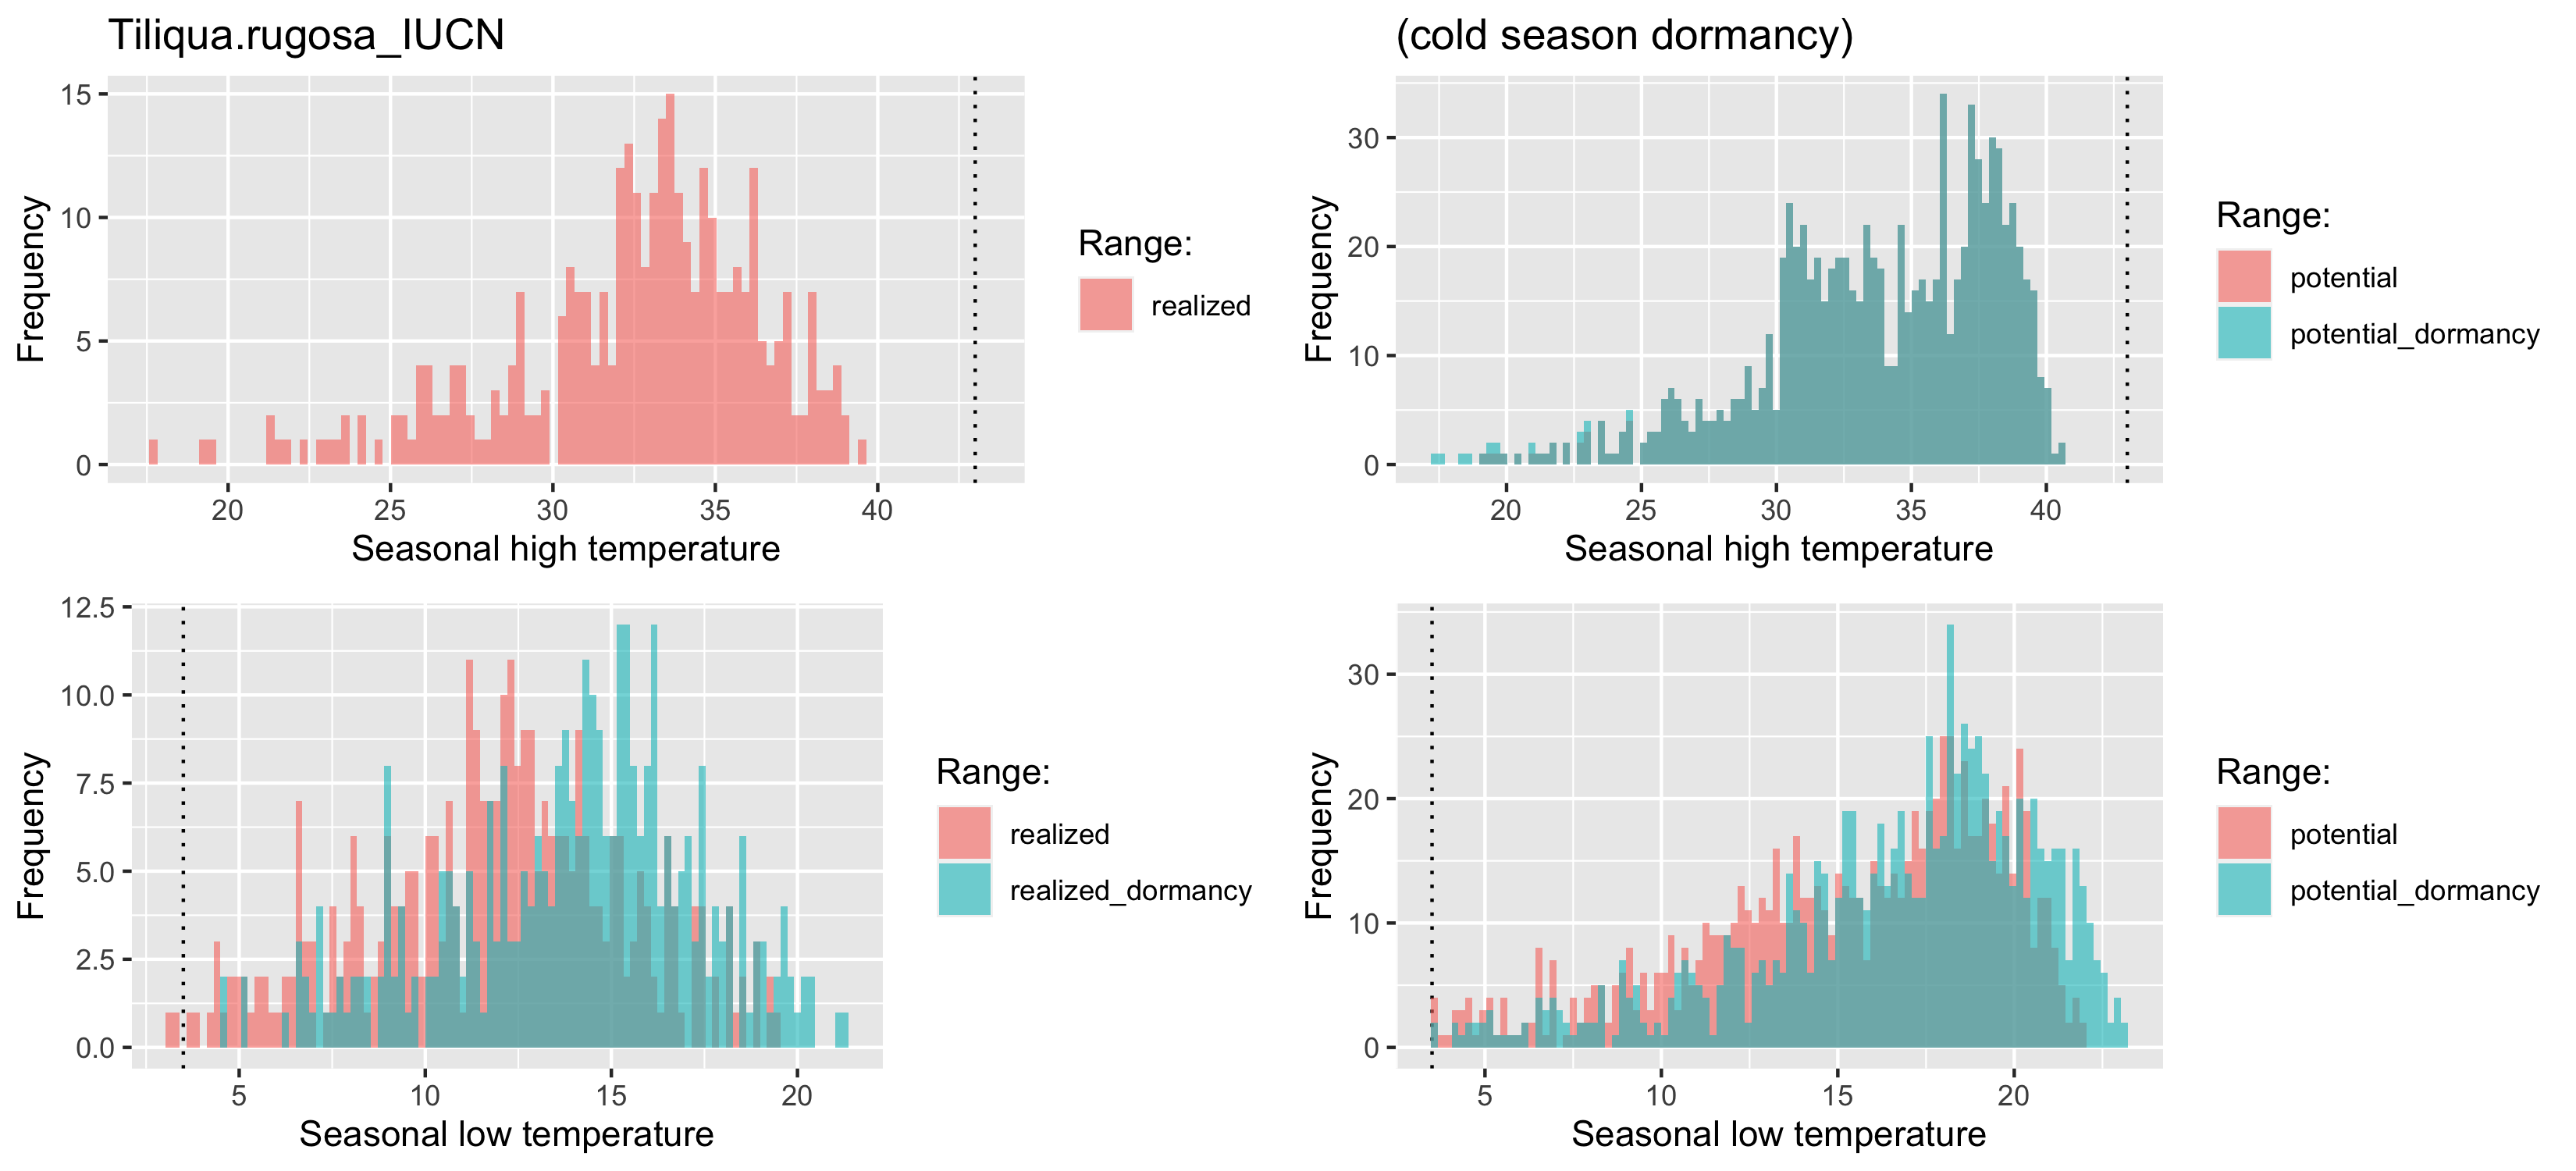 Tiliqua.rugosa_IUCN
Frequency
15
10
5
0
20 25 30 35 40
Seasonal high temperature
Range:
realized
(cold season dormancy)
Frequency
30
20
10
0
20 25 30 35 40
Seasonal high temperature
Range:
potential
potential_dormancy
Frequency
12.5
10.0
7.5
5.0
2.5
0.0
5 10 15 20
Seasonal low temperature
Range:
realized
realized_dormancy
Frequency
30
20
10
0
5 10 15 20
Seasonal low temperature
Range:
potential
potential_dormancy